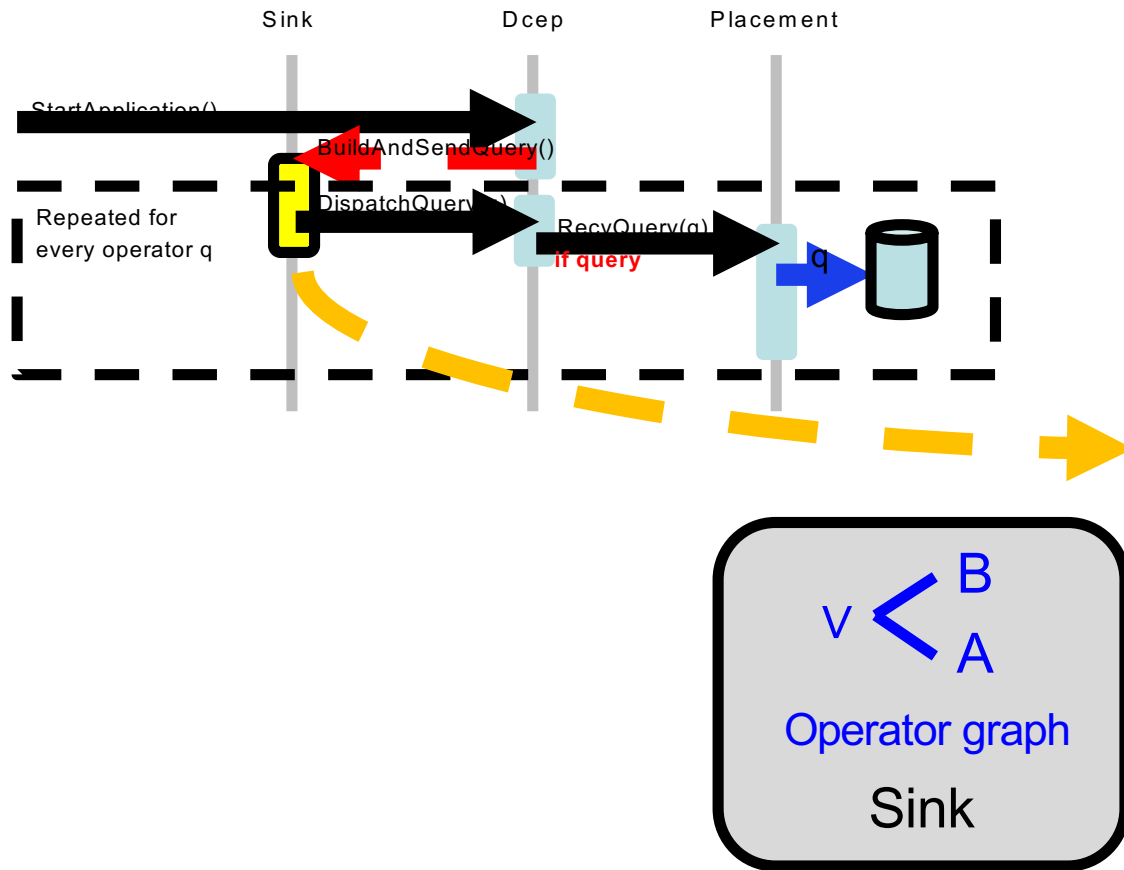 Sink
Dcep
Placement
StartApplication()
BuildAndSendQuery()
Repeated for
every operator q
RecvQuery(q)
if query
q
B
V
A
Operator graph
Sink